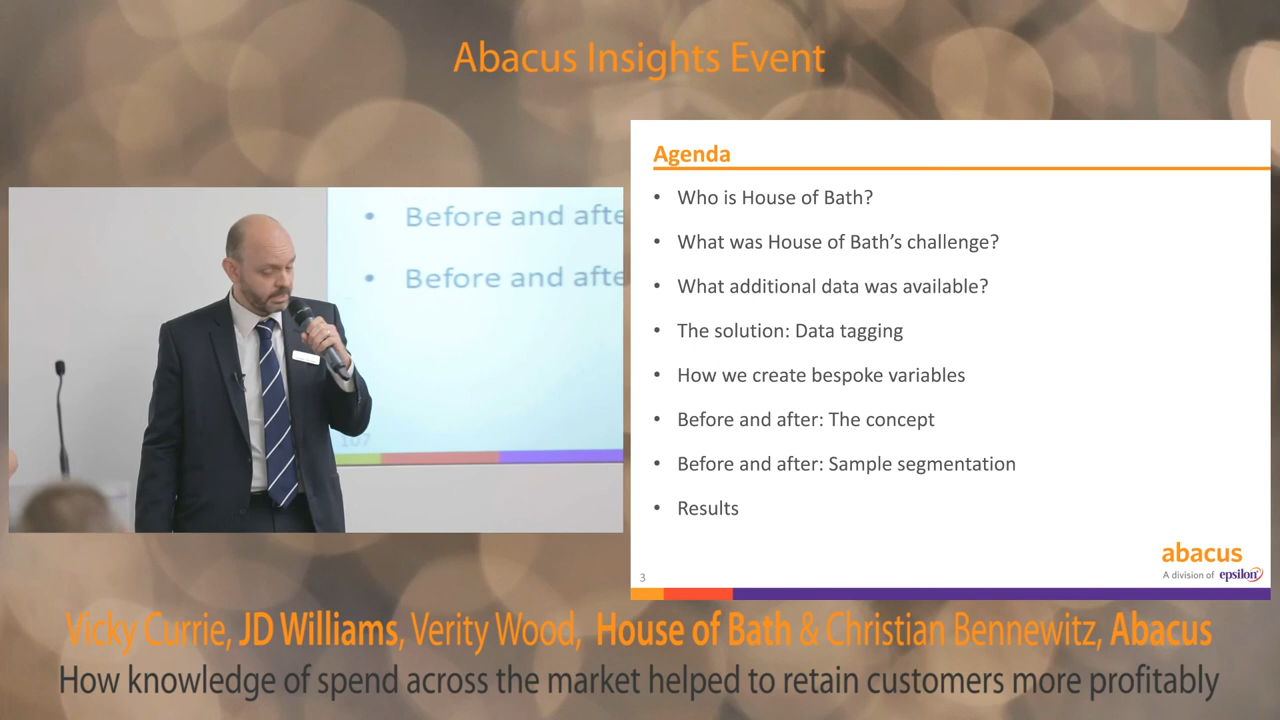 Abacus Insights Event
• Before and afte
• Before and afte
107
Agenda
• Who is House of Bath?
• What was House of Bath’s challenge?
• What additional data was available?
• The solution: Data tagging
• How we create bespoke variables
• Before and after: The concept
• Before and after: Sample segmentation
• Results
abacus
A division of epsilon
3
Vicky Currie, JD Williams, Verity Wood, House of Bath & Christian Bennewitz, Abacus
How knowledge of spend across the market helped to retain customers more profitably